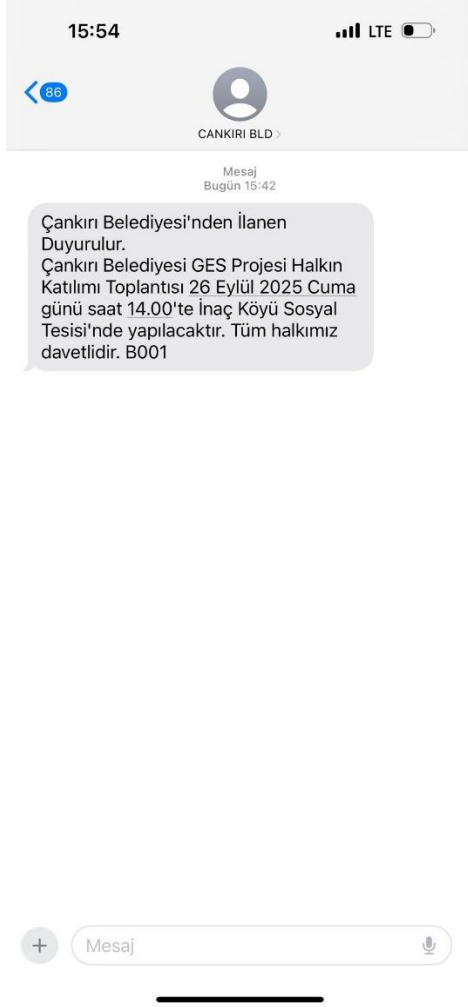 15:54
LTE
86
CANKIRI BLD
Mesaj
Bugün 15:42
Çankırı Belediyesi'nden İlanen
Duyurulur.
Çankırı Belediyesi GES Projesi Halkın
Katılımı Toplantısı 26 Eylül 2025 Cuma
günü saat 14.00'te İnaç Köyü Sosyal
Tesisi'nde yapılacaktır. Tüm halkımız
davetlidir. B001
Mesaj